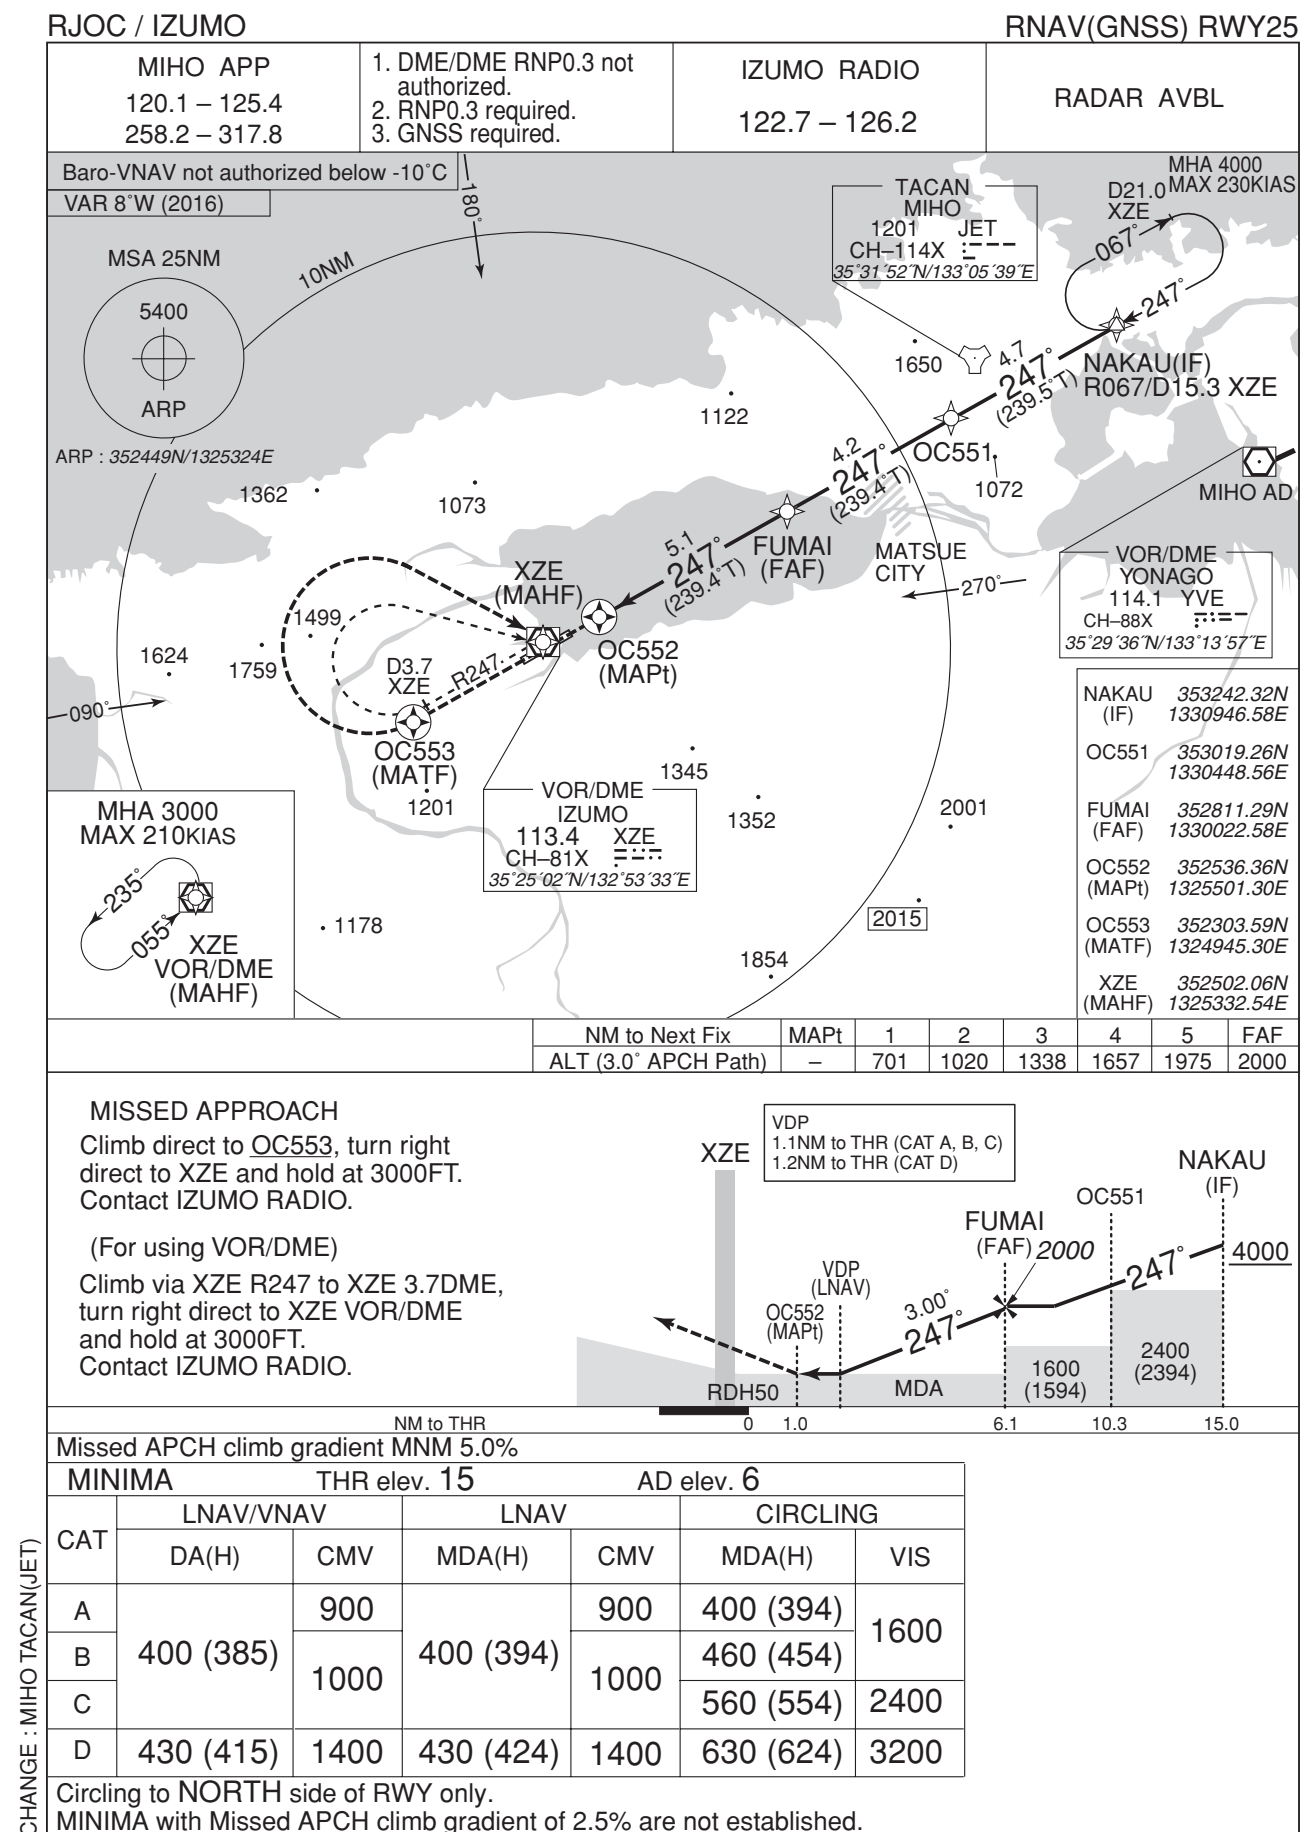 RJOC / IZUMO
RNAV(GNSS) RWY25
MIHO APP
120.1 – 125.4
258.2 – 317.8
1. DME/DME RNP0.3 not
authorized.
2. RNP0.3 required.
3. GNSS required.
IZUMO RADIO
122.7 – 126.2
RADAR AVBL
Baro-VNAV not authorized below -10˚C
VAR 8˚W (2016)
MSA 25NM
5400
ARP
ARP : 352449N/1325324E
10NM
180˚
TACAN
MIHO
1201 JET
CH–114X
35˚31´52˝N/133˚05´39˝E
MHA 4000
MAX 230KIAS
D21.0
XZE
067˚
247˚
NAKAU(IF)
R067/D15.3 XZE
4.7
247˚
(239.5˚T)
1650
1122
OC551
4.2
247˚
(239.4˚T)
1072
MIHO AD
1362
1073
FUMAI
(FAF)
MATSUE
CITY
270˚
5.1
247˚
(239.4˚T)
XZE
(MAHF)
VOR/DME
YONAGO
114.1 YVE
CH–88X
35˚29´36˝N/133˚13´57˝E
1499
1624
1759
OC552
(MAPt)
D3.7
XZE
R247
090˚
OC553
(MATF)
1201
1345
1352
2001
2015
1854
1178
VOR/DME
IZUMO
113.4 XZE
CH–81X
35˚25´02˝N/132˚53´33˝E
MHA 3000
MAX 210KIAS
235˚
055˚
XZE
VOR/DME
(MAHF)
NAKAU 353242.32N
(IF) 1330946.58E
OC551 353019.26N
1330448.56E
FUMAI 352811.29N
(FAF) 1330022.58E
OC552 352536.36N
(MAPt) 1325501.30E
OC553 352303.59N
(MATF) 1324945.30E
XZE 352502.06N
(MAHF) 1325332.54E
NM to Next Fix MAPt 1 2 3 4 5 FAF
ALT (3.0˚ APCH Path) – 701 1020 1338 1657 1975 2000
MISSED APPROACH
Climb direct to OC553, turn right
direct to XZE and hold at 3000FT.
Contact IZUMO RADIO.
(For using VOR/DME)
Climb via XZE R247 to XZE 3.7DME,
turn right direct to XZE VOR/DME
and hold at 3000FT.
Contact IZUMO RADIO.
VDP
1.1NM to THR (CAT A, B, C)
1.2NM to THR (CAT D)
XZE
NAKAU
(IF)
OC551
FUMAI
(FAF) 2000
4000
247˚
VDP
(LNAV)
OC552
(MAPt)
3.00˚
247˚
RDH50
MDA
1600
(1594)
2400
(2394)
NM to THR 0 1.0 6.1 10.3 15.0
Missed APCH climb gradient MNM 5.0%
MINIMA THR elev. 15 AD elev. 6
CAT LNAV/VNAV LNAV CIRCLING
DA(H) CMV MDA(H) CMV MDA(H) VIS
A 400 (385) 900 400 (394) 900 400 (394) 1600
B 1000 1000 460 (454)
C 560 (554) 2400
D 430 (415) 1400 430 (424) 1400 630 (624) 3200
Circling to NORTH side of RWY only.
MINIMA with Missed APCH climb gradient of 2.5% are not established.
CHANGE : MIHO TACAN(JET)